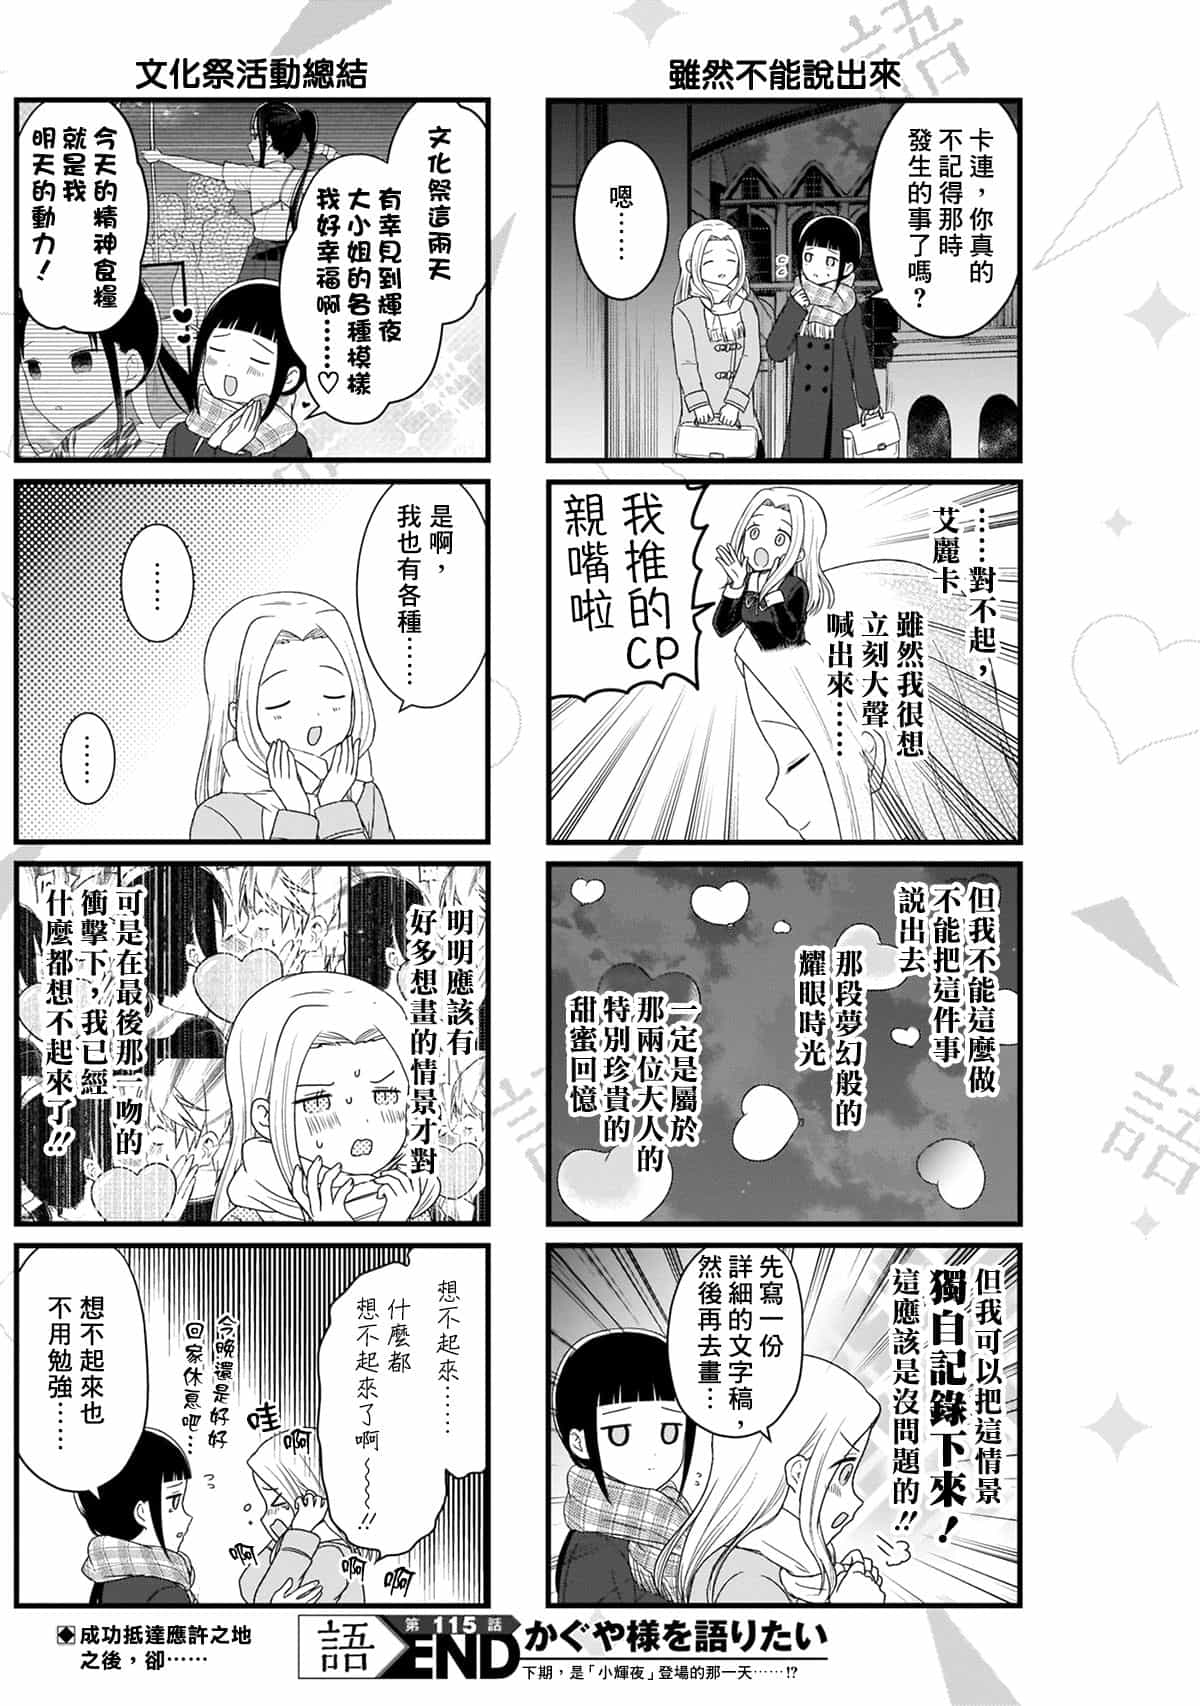 雖然不能說出來
卡連，你真的
不記得那時
發生的事了嗎？
嗯……
……對不起，
艾麗卡
雖然我很想
立刻大聲
喊出來……
我推的CP
親嘴啦
但我不能這麼做
不能把這件事
說出去
那段夢幻般的
耀眼時光
一定是屬於
那兩位大人的
特別珍貴的
甜蜜回憶
但我可以把這情景
獨自記錄下來！
這應該是沒問題的!!
先寫一份
詳細的文字稿，
然後再去畫…
文化祭活動總結
文化祭這兩天
有幸見到輝夜
大小姐的各種模樣
我好幸福啊……♡
今天的精神食糧
就是我
明天的動力！
是啊，
我也有各種……
……
……
明明應該有
好多想畫的情景才對
可是在最後那一吻的
衝擊下，我已經
什麼都想不起來了!!
想不起來……
什麼都
想不起來了啊～～!!
哇
啊
啊
啊
啊
今晚還是好好
回家休息吧…
想不起來也
不用勉強……
◆成功抵達應許之地
之後，卻……
語
第115話
END
かぐや様を語りたい
下期，是「小輝夜」登場的那一天……!?
語
語
語